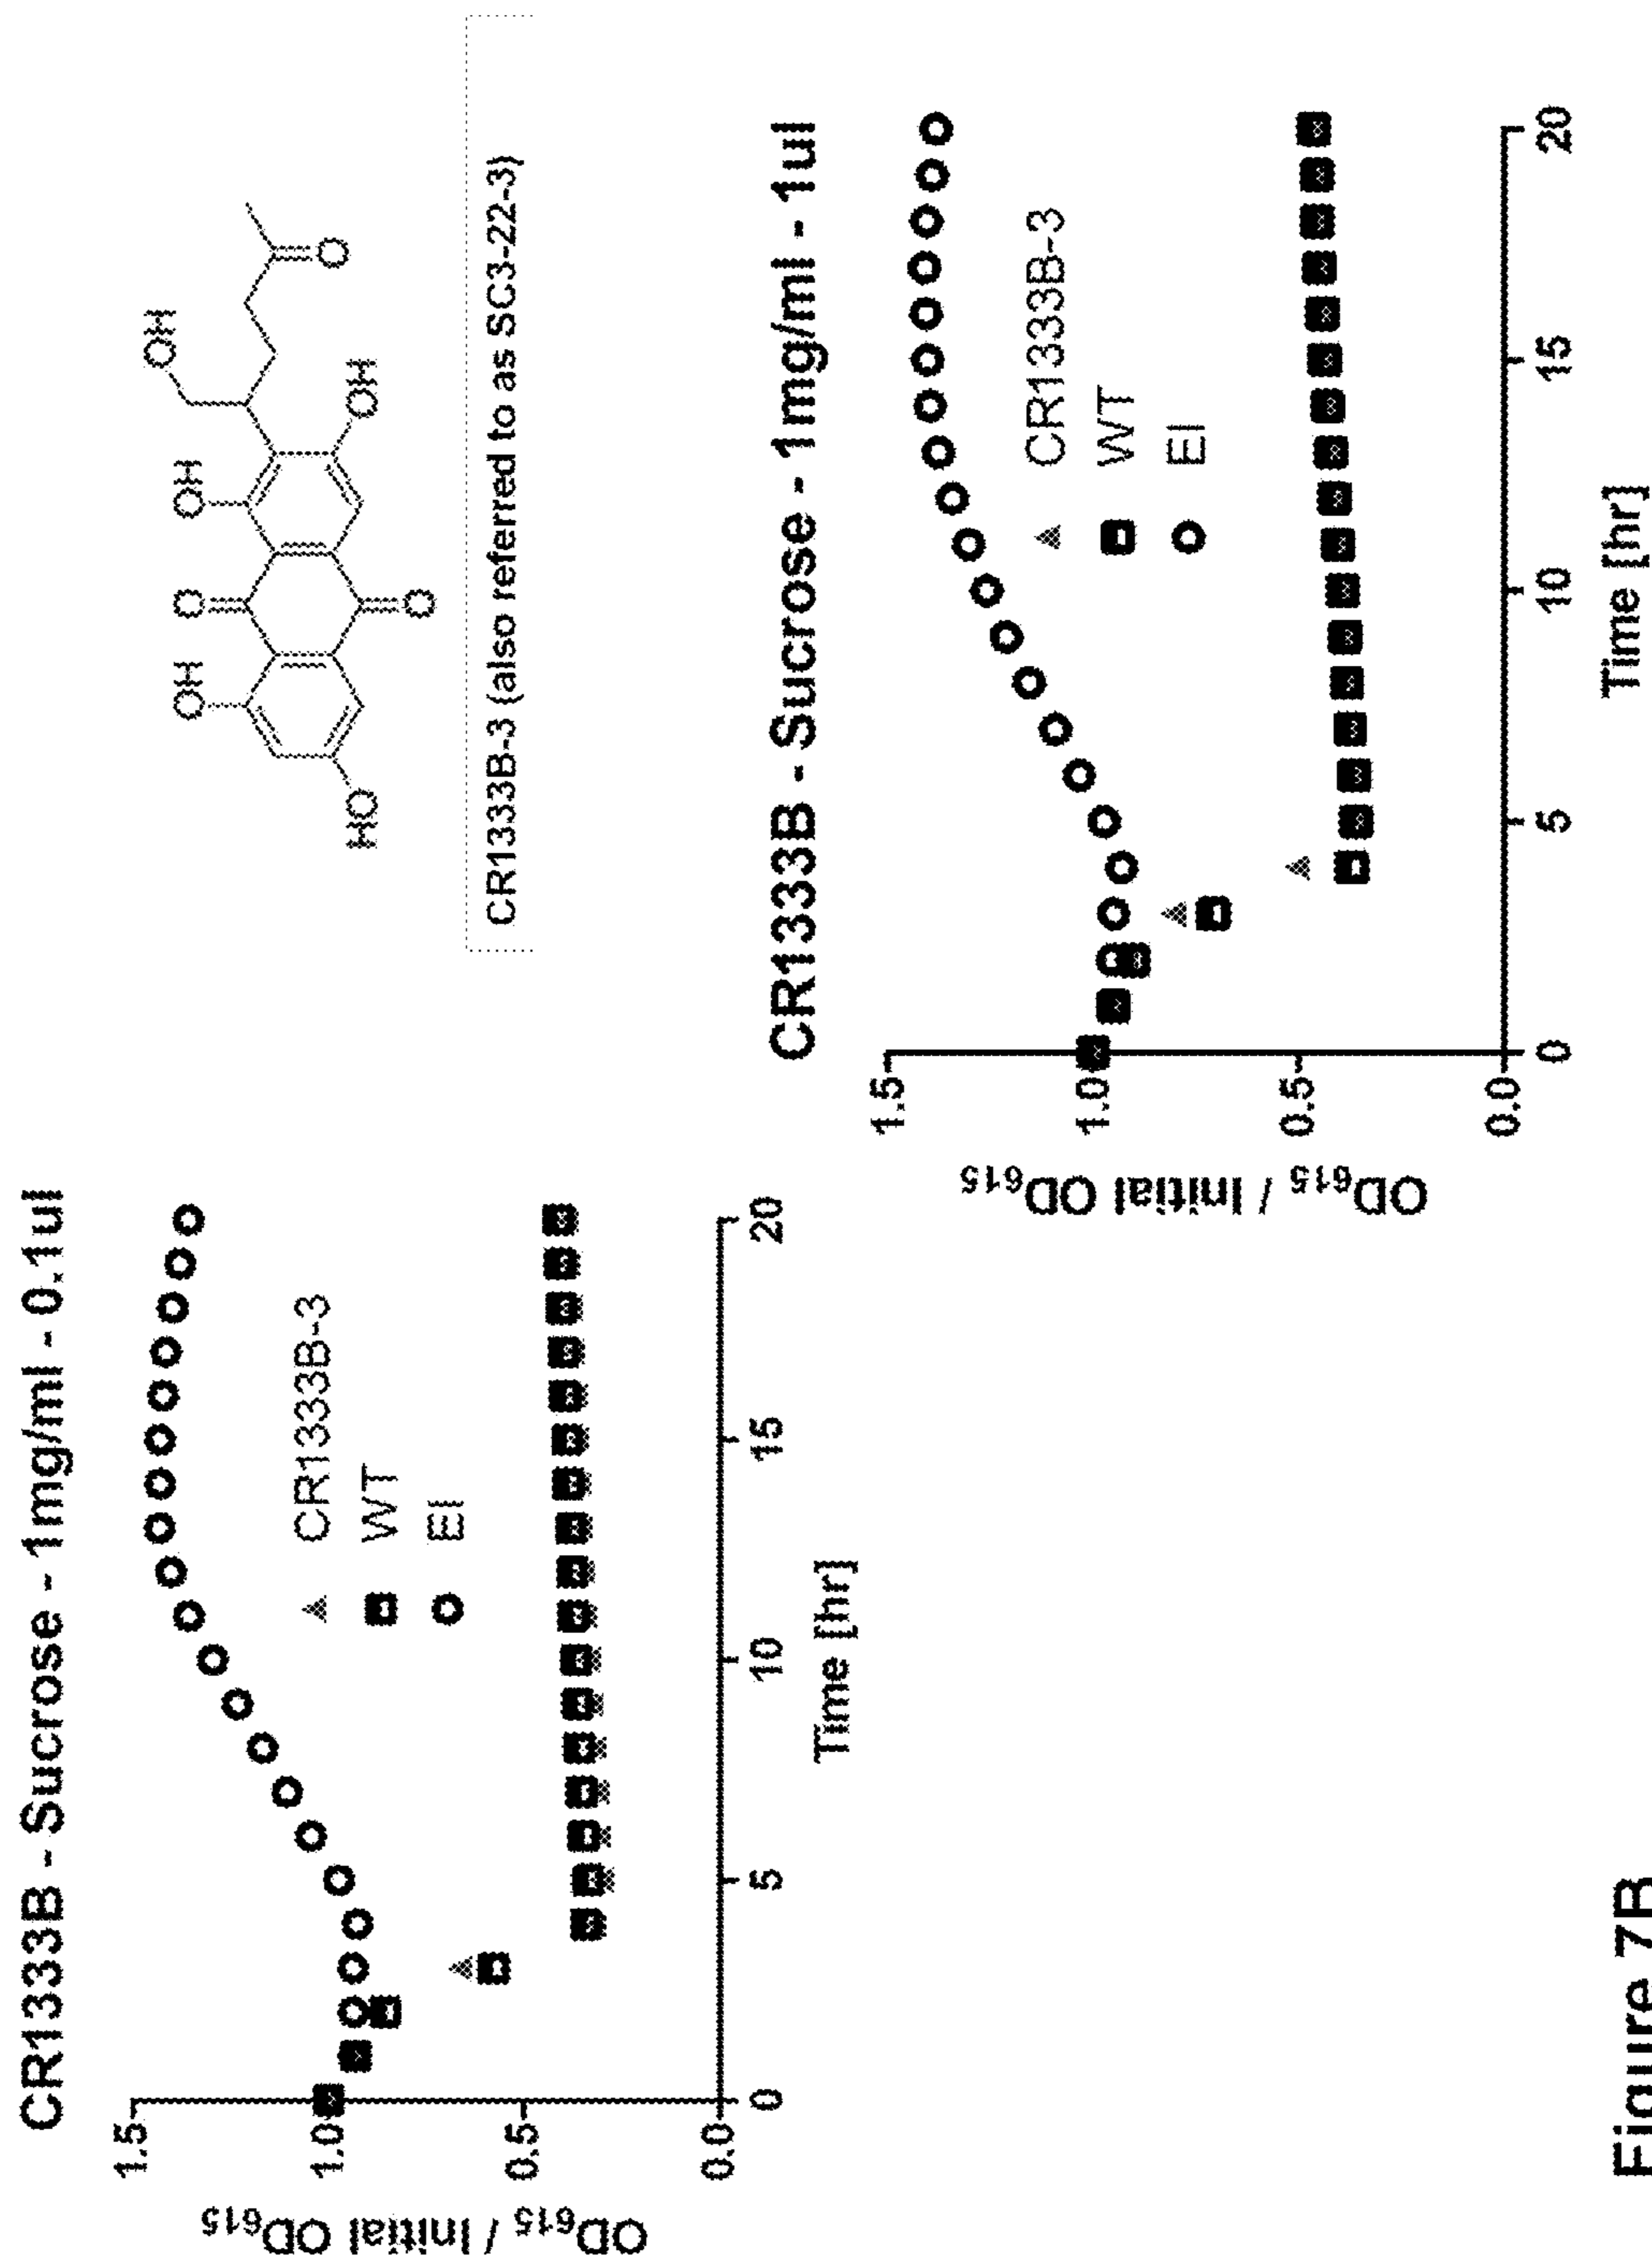 CR1333B - Sucrose - 1mg/ml - 0.1ul
OD615 / Initial OD615
1.5
1.0
0.5
0.0
0
5
10
15
20
Time [hr]
CR1333B-3
WT
EI
OH
O
OH
OH
HO
O
OH
O
CR1333B-3 (also referred to as SC3-22-3)
CR1333B - Sucrose - 1mg/ml - 1ul
OD615 / Initial OD615
1.5
1.0
0.5
0.0
0
5
10
15
20
Time [hr]
CR1333B-3
WT
EI
Figure 7B